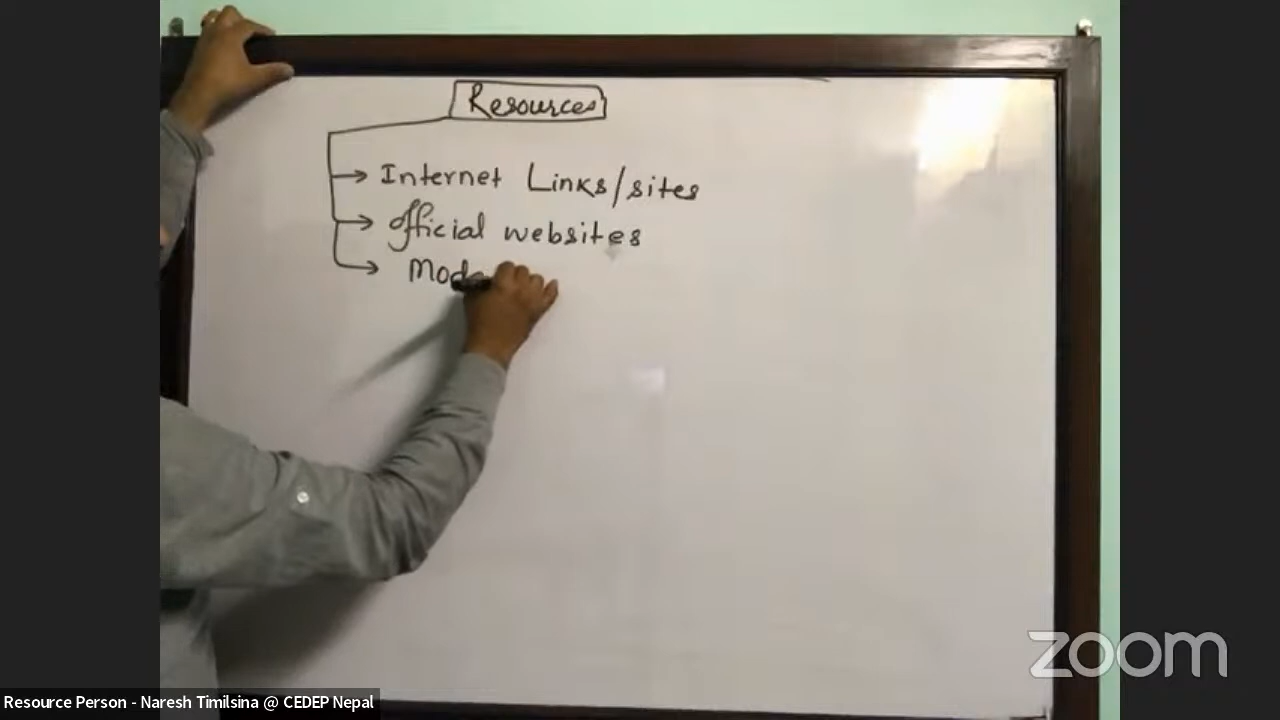 Resources
Internet Links/sites
Official websites
zoom
Resource Person - Naresh Timilsina @ CEDEP Nepal